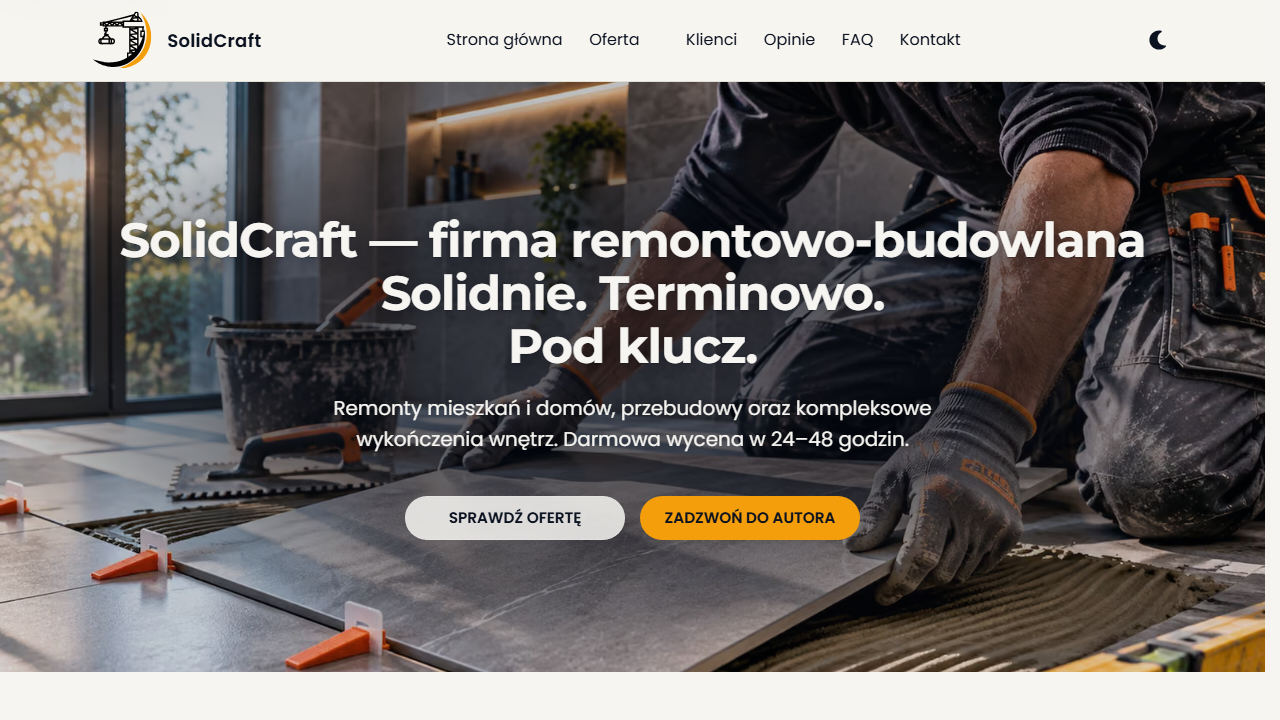 SolidCraft
Strona główna Oferta Klienci Opinie FAQ Kontakt
SolidCraft — firma remontowo-budowlana
Solidnie. Terminowo.
Pod klucz.
Remonty mieszkań i domów, przebudowy oraz kompleksowe
wykończenia wnętrz. Darmowa wycena w 24–48 godzin.
SPRAWDŹ OFERTĘ ZADZWOŃ DO AUTORA